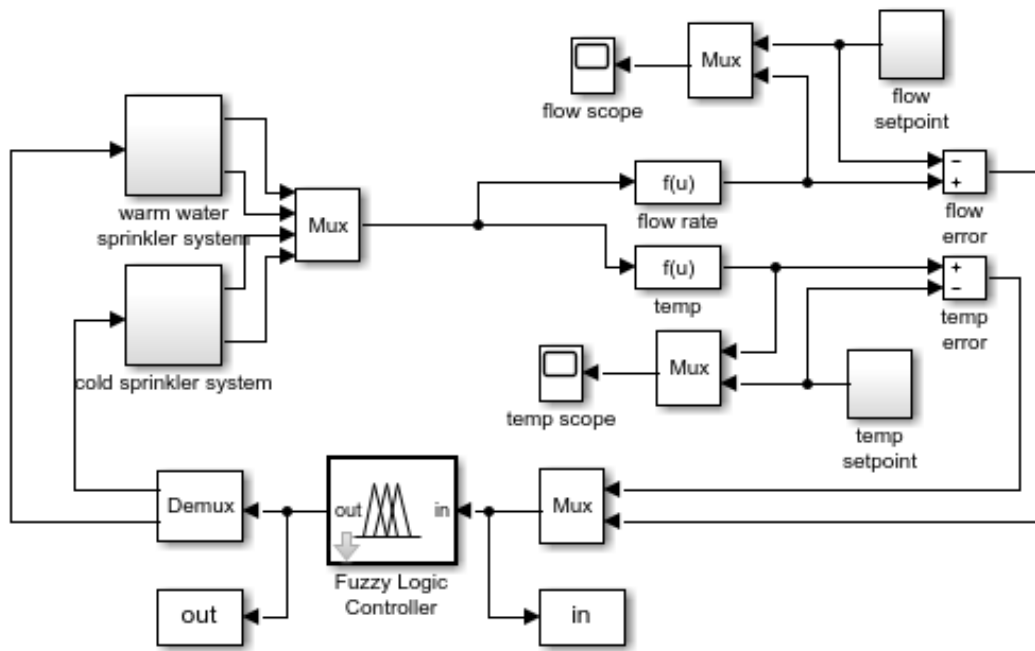 Mux
flow scope
flow
setpoint
warm water
sprinkler system
Mux
f(u)
flow rate
−
+
flow
error
f(u)
temp
+
−
temp
error
cold sprinkler system
Mux
temp scope
temp
setpoint
Demux
out
in
Fuzzy Logic
Controller
Mux
out
in